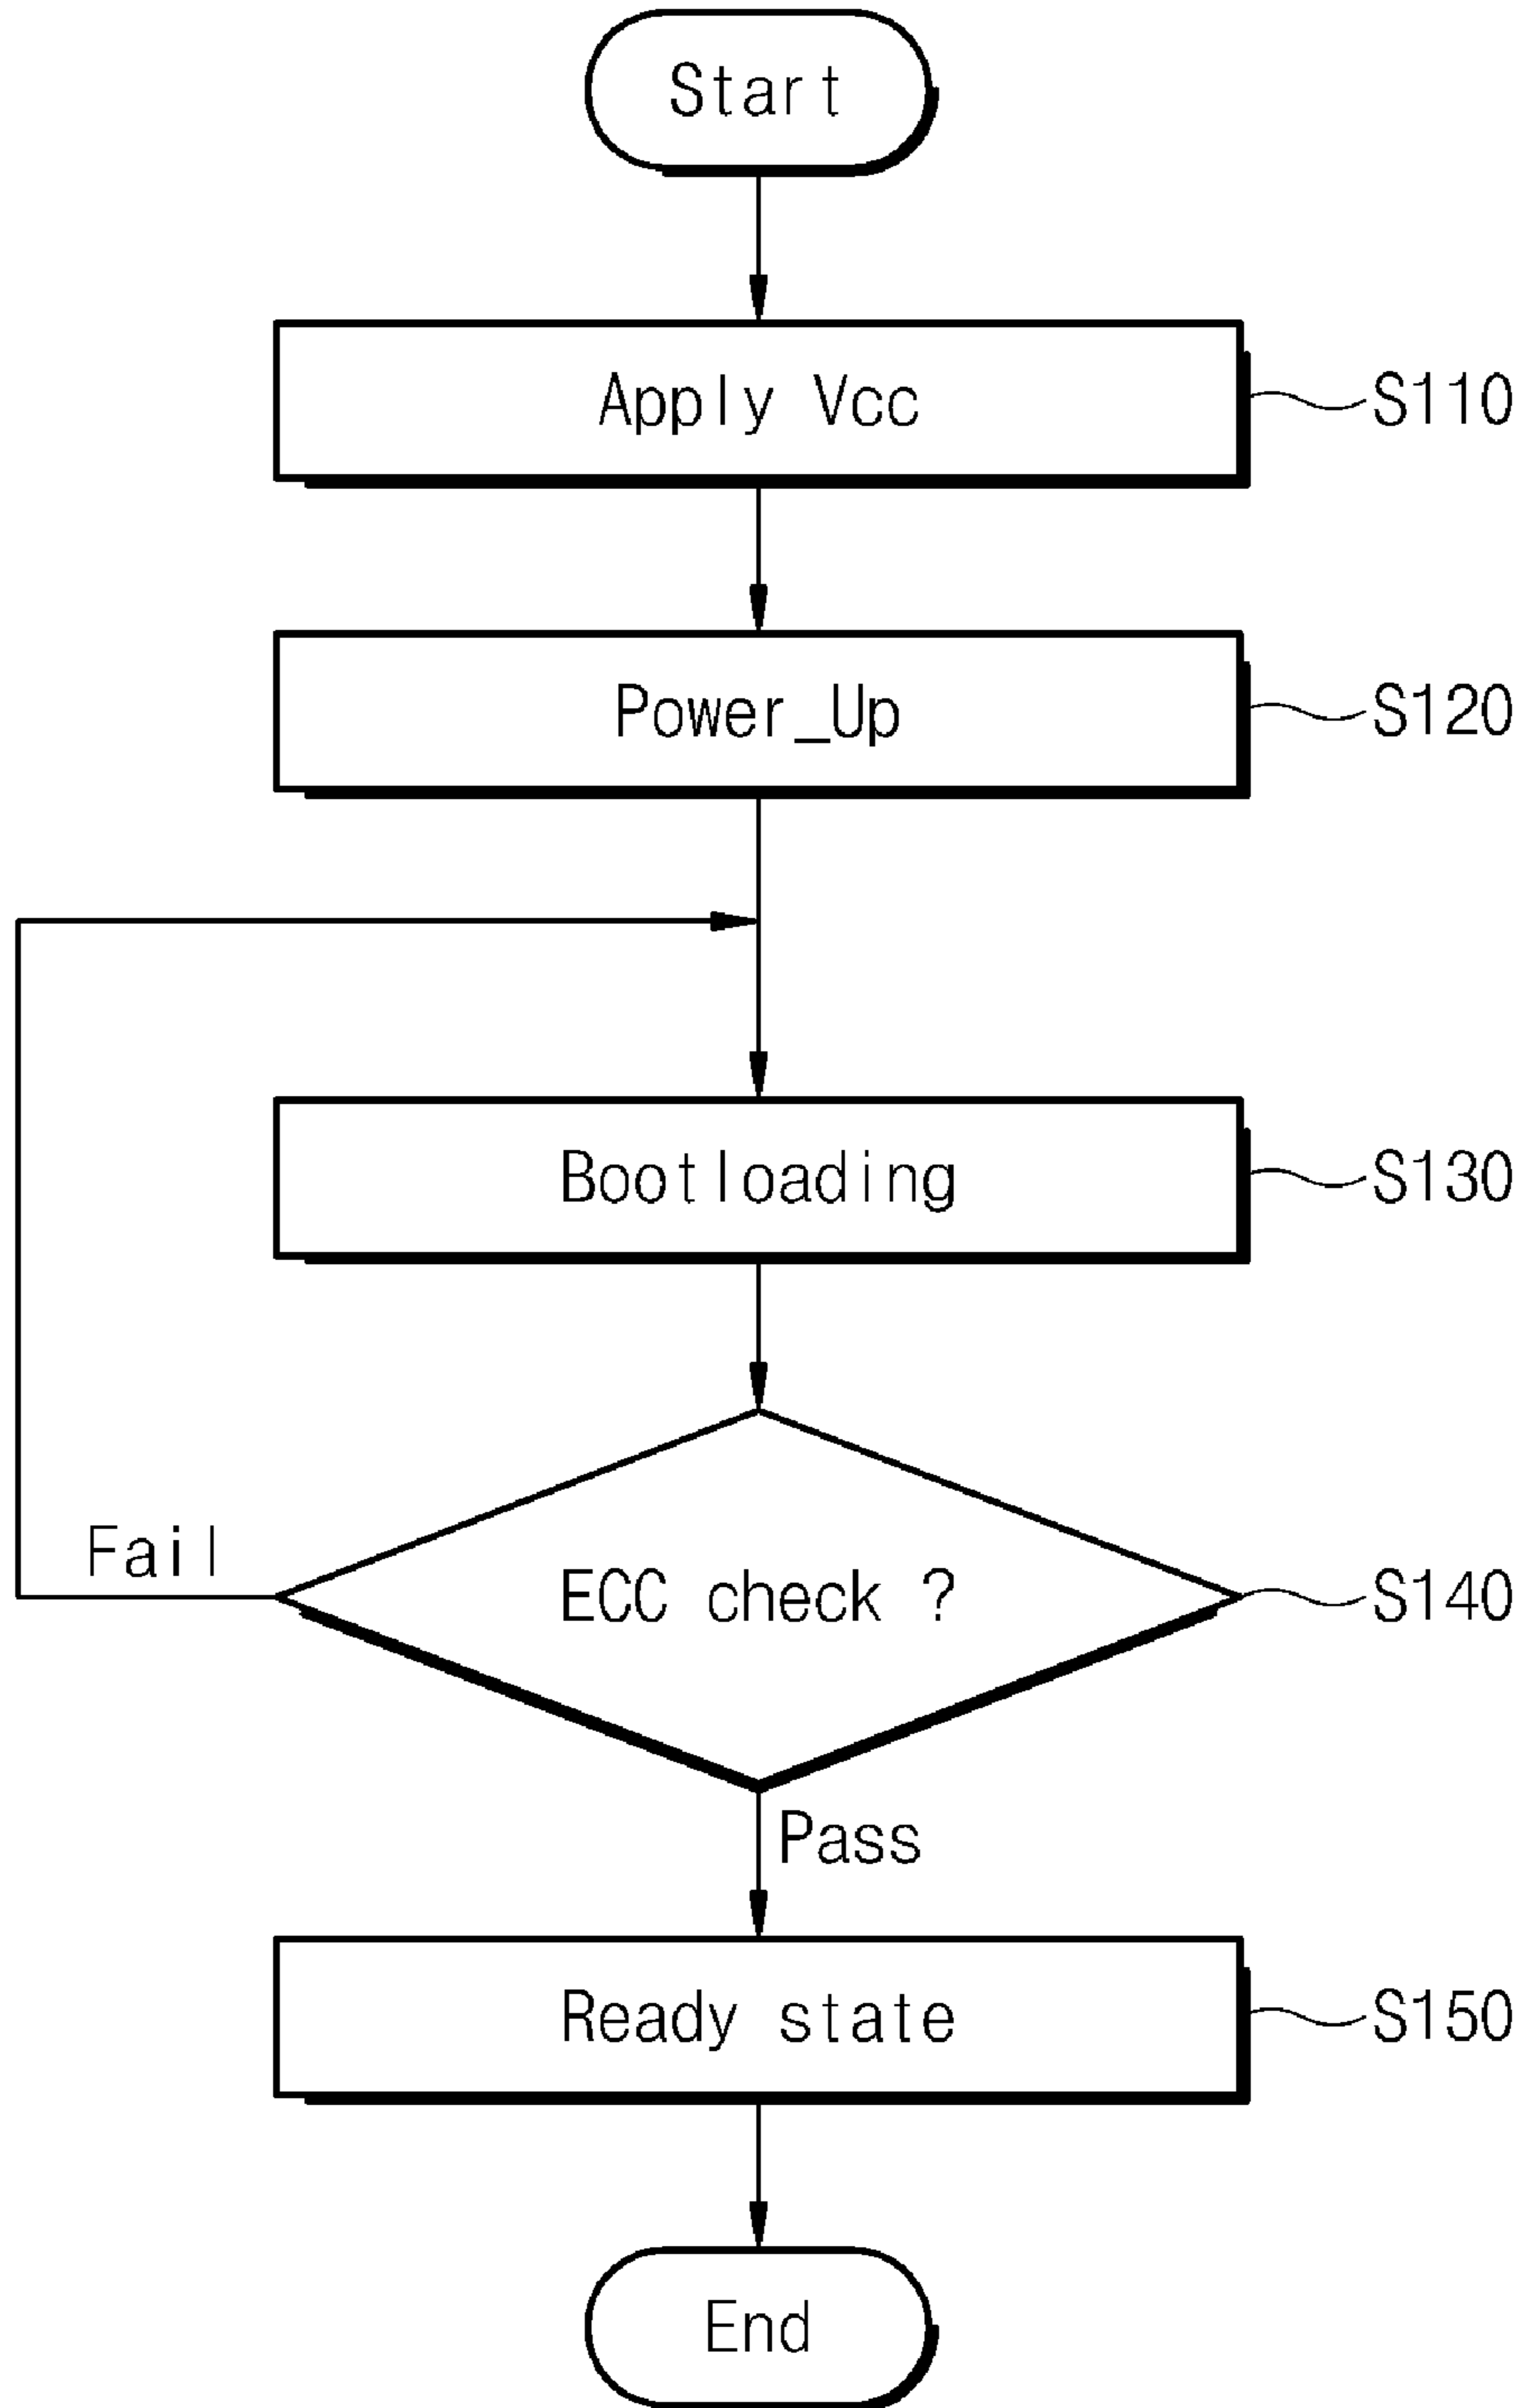 Start
Apply Vcc
S110
Power_Up
S120
Bootloading
S130
Fail
ECC check ?
S140
Pass
Ready state
S150
End